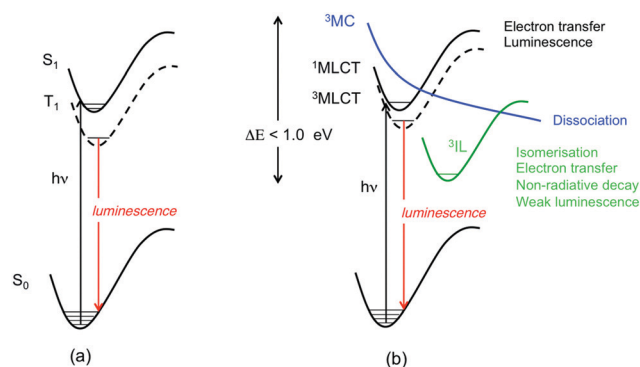 S₁
T₁
hν
luminescence
S₀
(a)
ΔE < 1.0 eV
³MC
¹MLCT
³MLCT
hν
luminescence
³IL
Electron transfer
Luminescence
Dissociation
Isomerisation
Electron transfer
Non-radiative decay
Weak luminescence
(b)